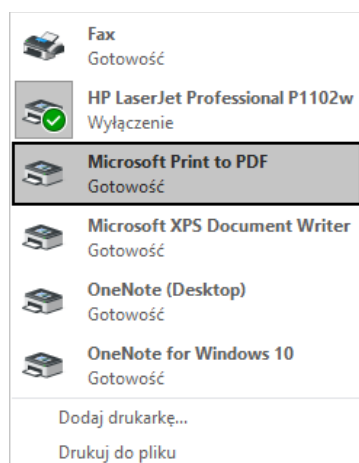 Fax
Gotowość
HP LaserJet Professional P1102w
Wyłączenie
Microsoft Print to PDF
Gotowość
Microsoft XPS Document Writer
Gotowość
OneNote (Desktop)
Gotowość
OneNote for Windows 10
Gotowość
Dodaj drukarkę...
Drukuj do pliku